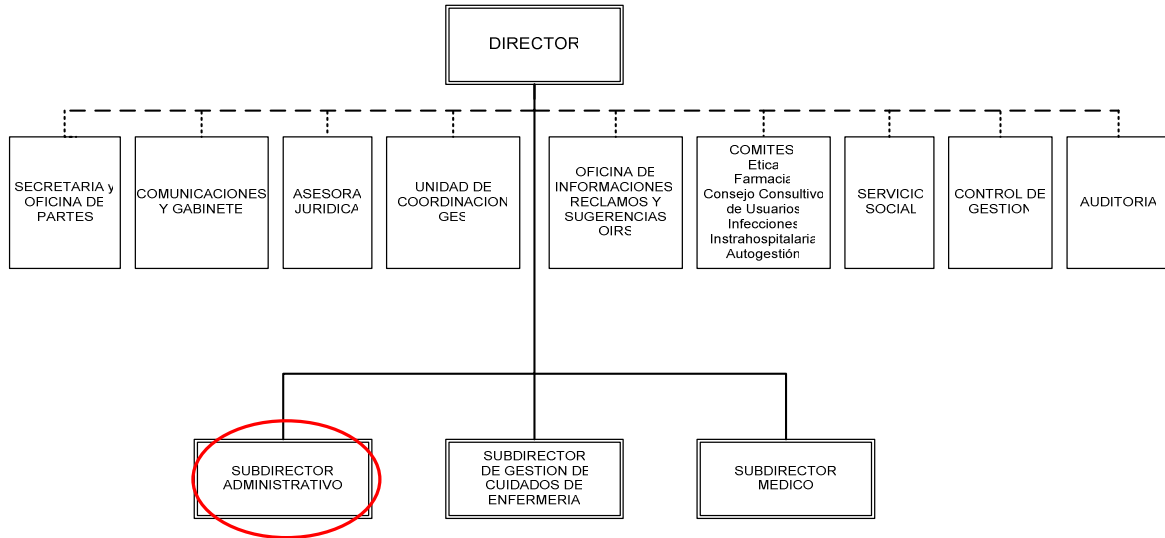 DIRECTOR
SECRETARIA y
OFICINA DE
PARTES
COMUNICACIONES
Y GABINETE
ASESORA
JURIDICA
UNIDAD DE
COORDINACION
GES
OFICINA DE
INFORMACIONES
RECLAMOS Y
SUGERENCIAS
OIRS
COMITES
Etica
Farmacia
Consejo Consultivo
de Usuarios
Infecciones
Instrahospitalaria
Autogestión
SERVICIO
SOCIAL
CONTROL DE
GESTION
AUDITORIA
SUBDIRECTOR
ADMINISTRATIVO
SUBDIRECTOR
DE GESTION DE
CUIDADOS DE
ENFERMERIA
SUBDIRECTOR
MEDICO